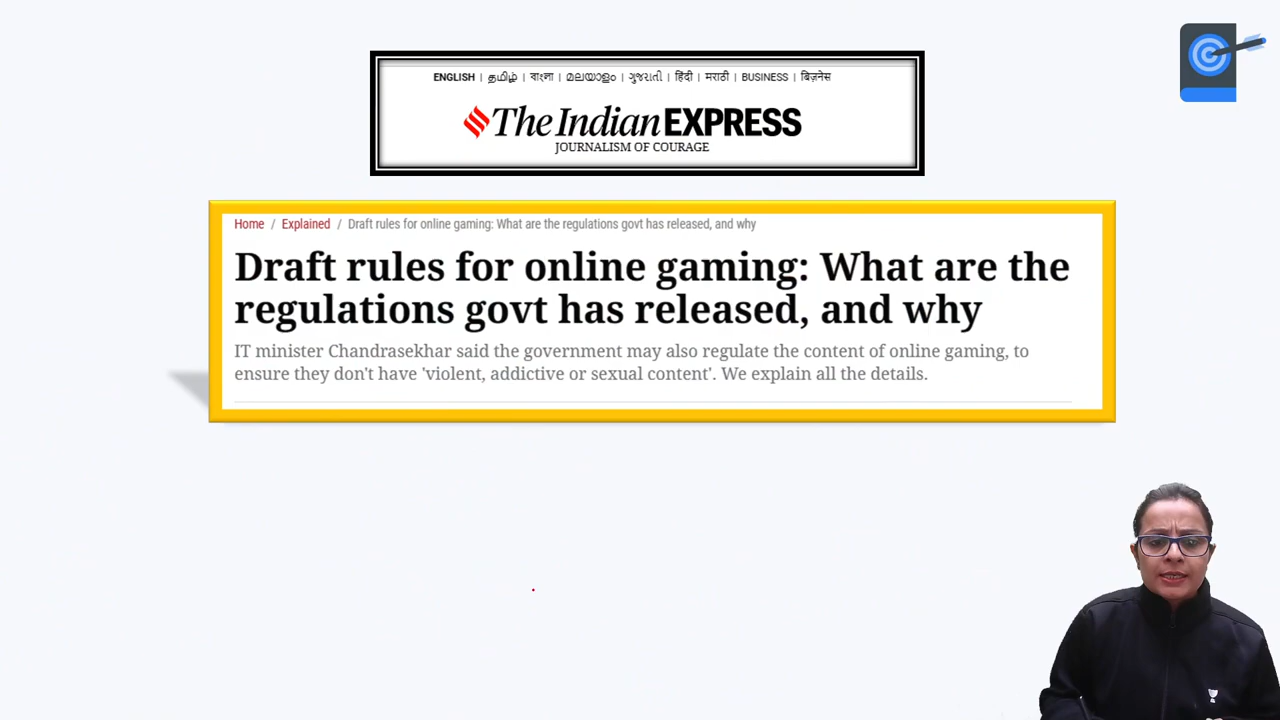 ENGLISH | தமிழ் | বাংলা | മലയാളം | ગુજરાતી | हिंदी | मराठी | BUSINESS | बिज़नेस
The Indian EXPRESS
JOURNALISM OF COURAGE
Home / Explained / Draft rules for online gaming: What are the regulations govt has released, and why
Draft rules for online gaming: What are the
regulations govt has released, and why
IT minister Chandrasekhar said the government may also regulate the content of online gaming, to
ensure they don't have 'violent, addictive or sexual content'. We explain all the details.